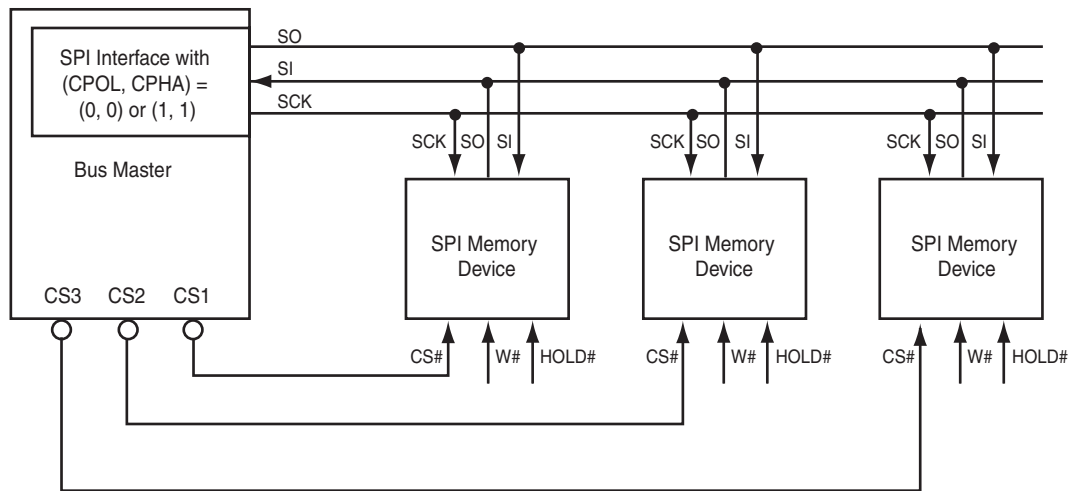 SO
SPI Interface with
(CPOL, CPHA) =
(0, 0) or (1, 1)
SI
SCK
Bus Master
SCK SO SI
SCK SO SI
SCK SO SI
SPI Memory
Device
SPI Memory
Device
SPI Memory
Device
CS3 CS2 CS1
CS# W# HOLD#
CS# W# HOLD#
CS# W# HOLD#